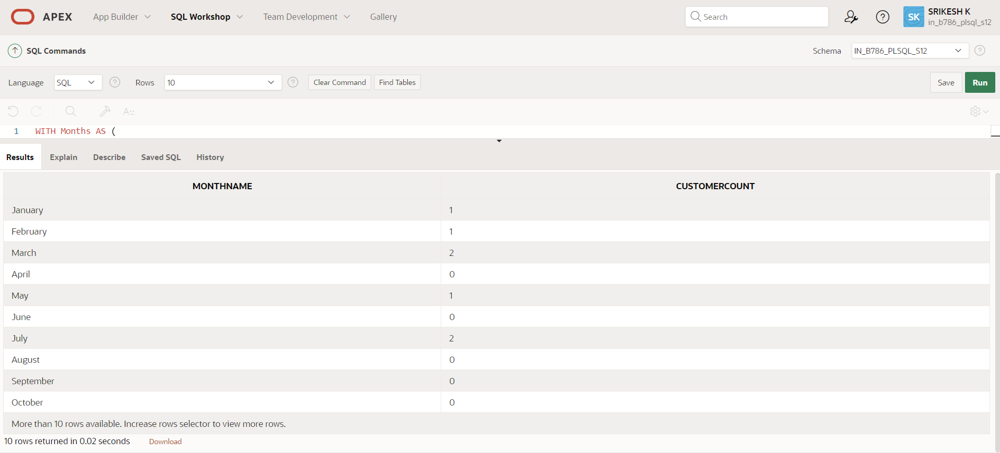 APEX App Builder SQL Workshop Team Development Gallery Search SRIKESH K
in_b786_plsql_s12
SQL Commands Schema IN_B786_PLSQL_S12
Language SQL Rows 10 Clear Command Find Tables Save Run
1 WITH Months AS (
Results Explain Describe Saved SQL History
MONTHNAME CUSTOMERCOUNT
January 1
February 1
March 2
April 0
May 1
June 0
July 2
August 0
September 0
October 0
More than 10 rows available. Increase rows selector to view more rows.
10 rows returned in 0.02 seconds Download